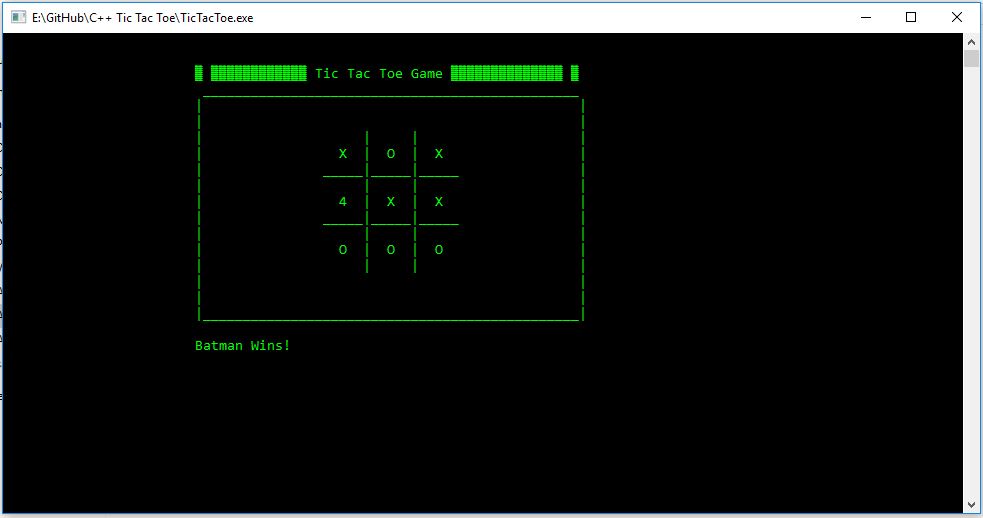 E:\GitHub\C++ Tic Tac Toe\TicTacToe.exe
Tic Tac Toe Game
X | O | X
4 | X | X
O | O | O
Batman Wins!